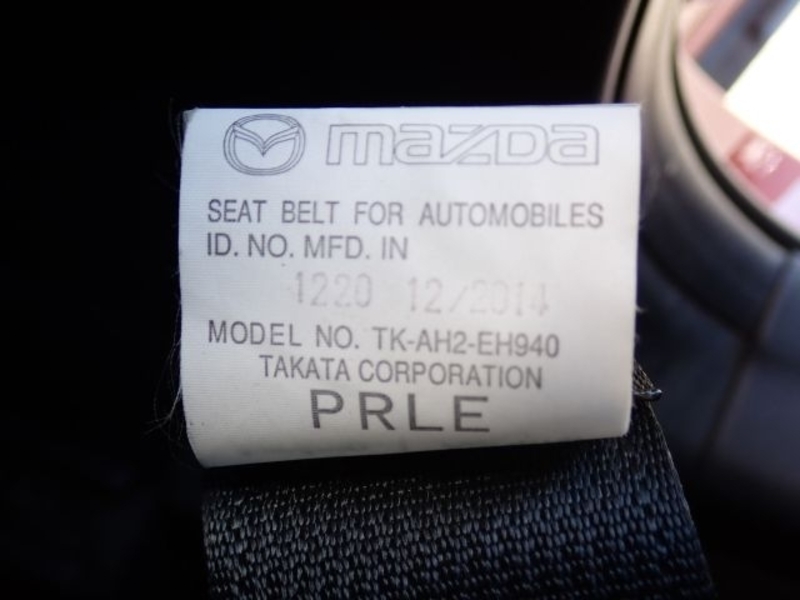 mazda
SEAT BELT FOR AUTOMOBILES
ID. NO. MFD. IN
1220 12/2014
MODEL NO. TK-AH2-EH940
TAKATA CORPORATION
PRLE